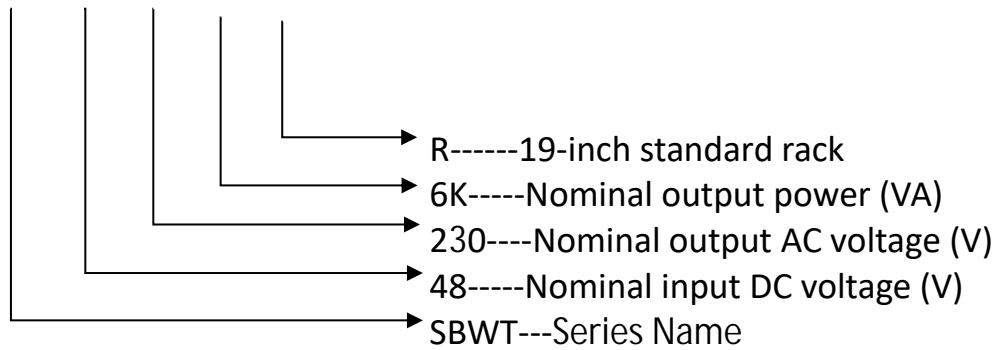 R------19-inch standard rack
6K-----Nominal output power (VA)
230----Nominal output AC voltage (V)
48-----Nominal input DC voltage (V)
SBWT---Series Name